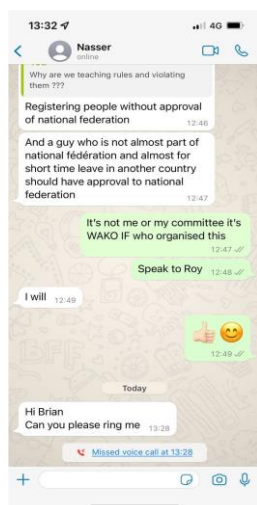 13:32
4G
Nasser
online
Why are we teaching rules and violating
them ???
Registering people without approval
of national federation
12:46
And a guy who is not almost part of
national fédération and almost for
short time leave in another country
should have approval to national
federation
12:47
It's not me or my committee it's
WAKO IF who organised this
12:47
Speak to Roy 12:48
I will 12:49
👍🏻😊
12:49
Today
Hi Brian
Can you please ring me 13:28
Missed voice call at 13:28